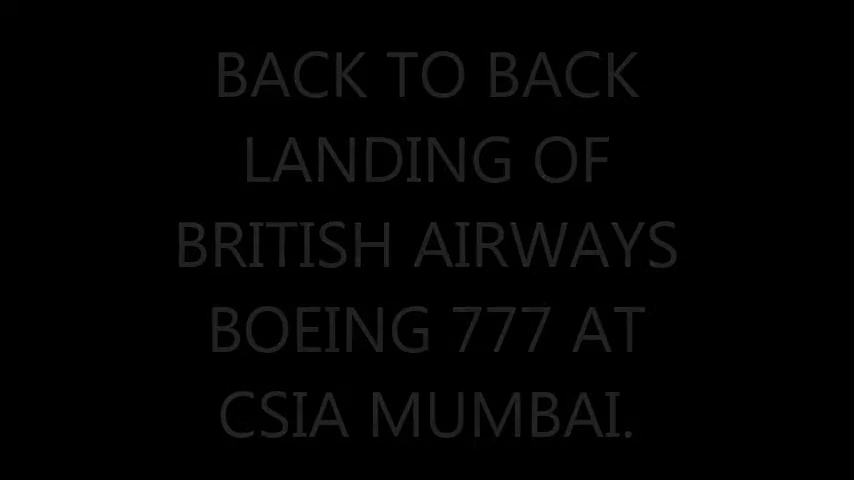 BACK TO BACK
LANDING OF
BRITISH AIRWAYS
BOEING 777 AT
CSIA MUMBAI.